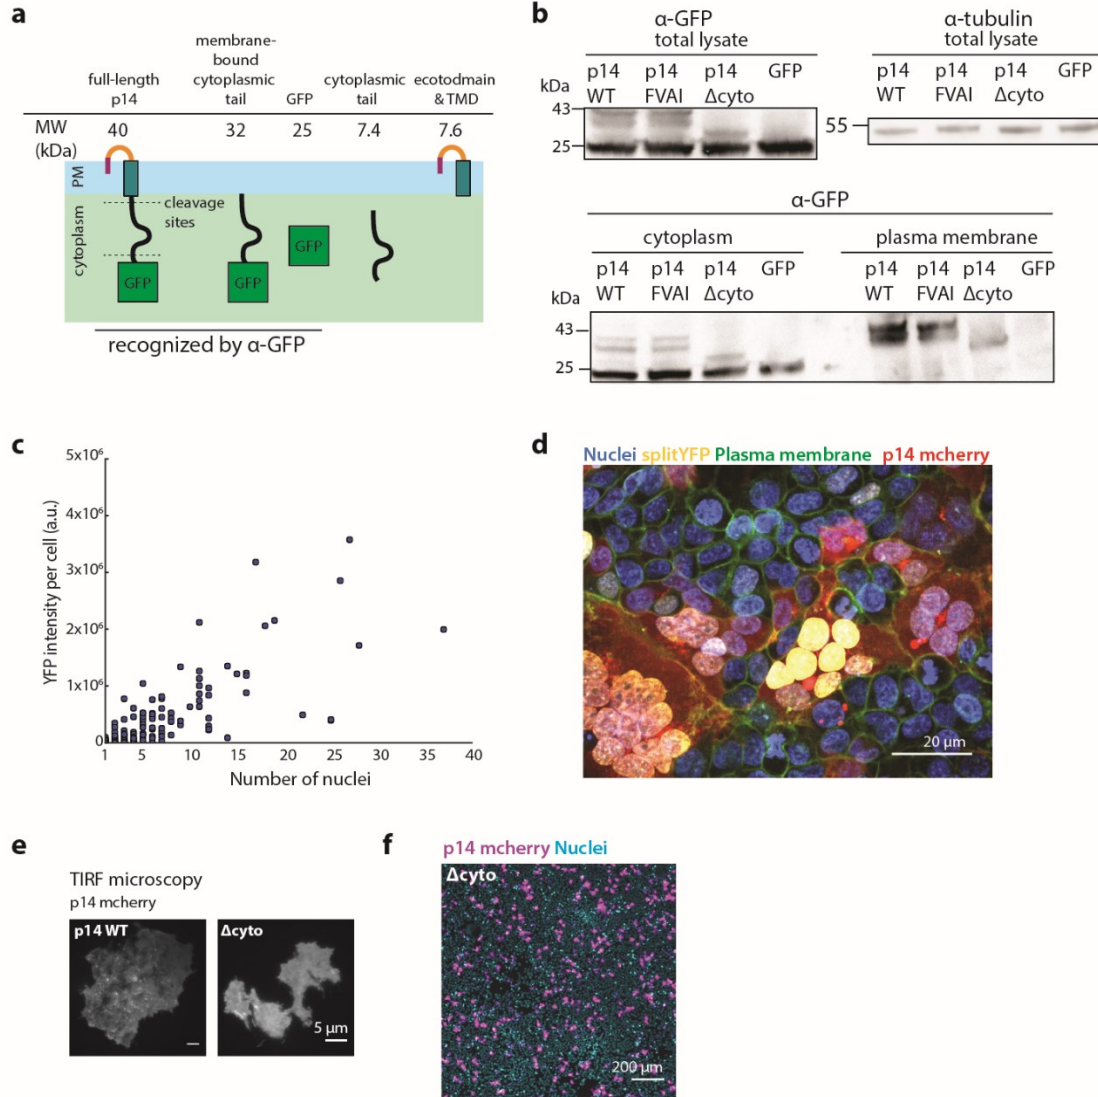 a
full-length
p14
membrane-
bound
cytoplasmic
tail
GFP
cytoplasmic
tail
ecotodmain
& TMD
MW
(kDa)
40
32
25
7.4
7.6
PM
cytoplasm
cleavage
sites
GFP
GFP
GFP
recognized by α-GFP
b
α-GFP
total lysate
α-tubulin
total lysate
kDa
p14
WT
p14
FVAI
p14
Δcyto
GFP
p14
WT
p14
FVAI
p14
Δcyto
GFP
43
25
55
α-GFP
cytoplasm
plasma membrane
kDa
p14
WT
p14
FVAI
p14
Δcyto
GFP
p14
WT
p14
FVAI
p14
Δcyto
GFP
43
25
c
YFP intensity per cell (a.u.)
5x10⁶
4x10⁶
3x10⁶
2x10⁶
1x10⁶
0
1 5 10 15 20 25 30 35 40
Number of nuclei
d
Nuclei splitYFP Plasma membrane p14 mcherry
20 µm
e
TIRF microscopy
p14 mcherry
p14 WT
Δcyto
5 µm
f
p14 mcherry Nuclei
Δcyto
200 µm